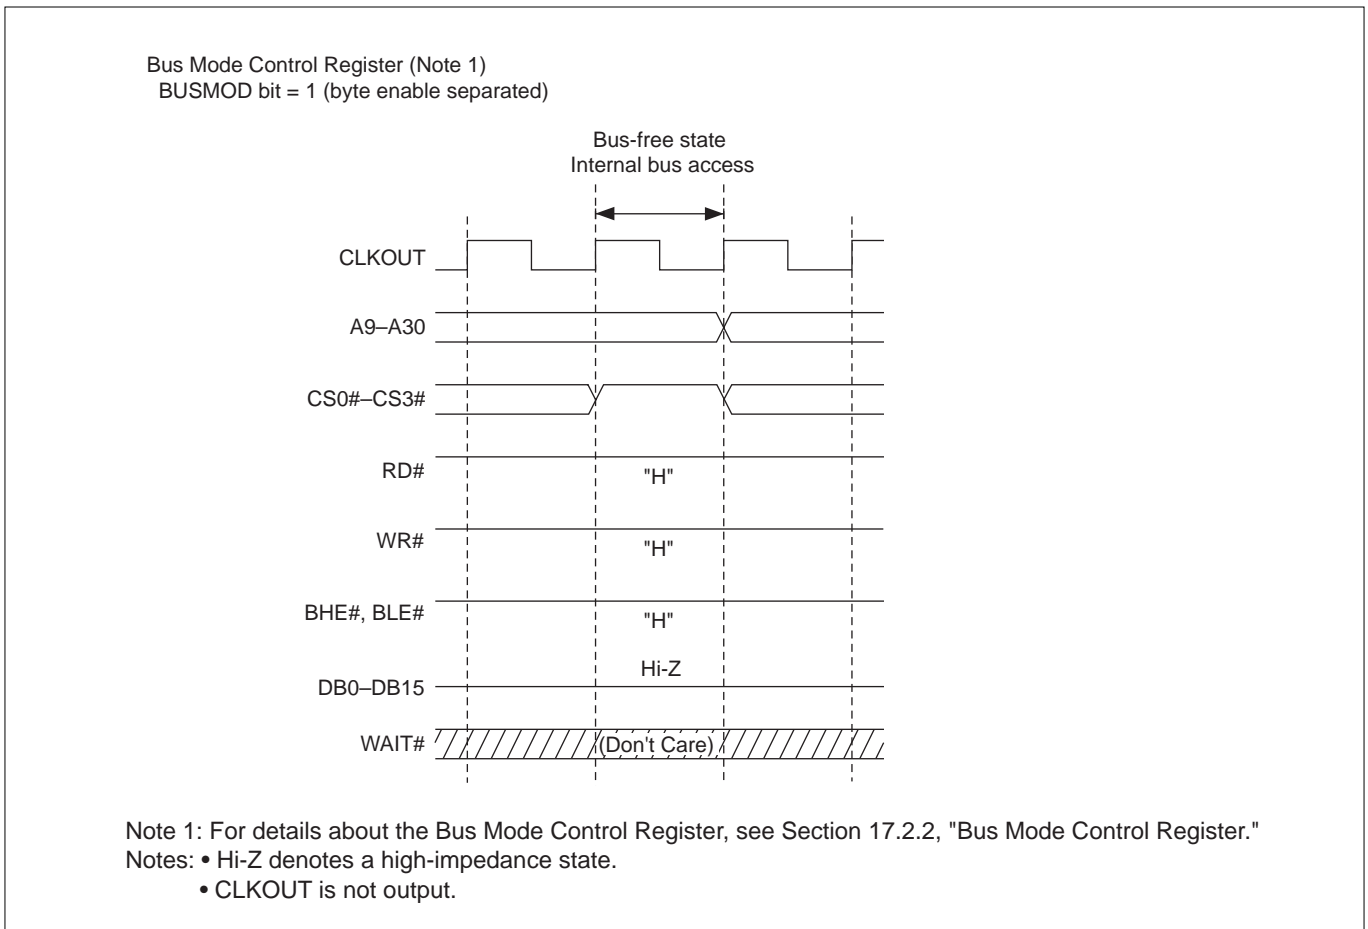 Bus Mode Control Register (Note 1)
BUSMOD bit = 1 (byte enable separated)
Bus-free state
Internal bus access
CLKOUT
A9–A30
CS0#–CS3#
RD#
"H"
WR#
"H"
BHE#, BLE#
"H"
Hi-Z
DB0–DB15
WAIT#
(Don't Care)
Note 1: For details about the Bus Mode Control Register, see Section 17.2.2, "Bus Mode Control Register."
Notes: • Hi-Z denotes a high-impedance state.
• CLKOUT is not output.